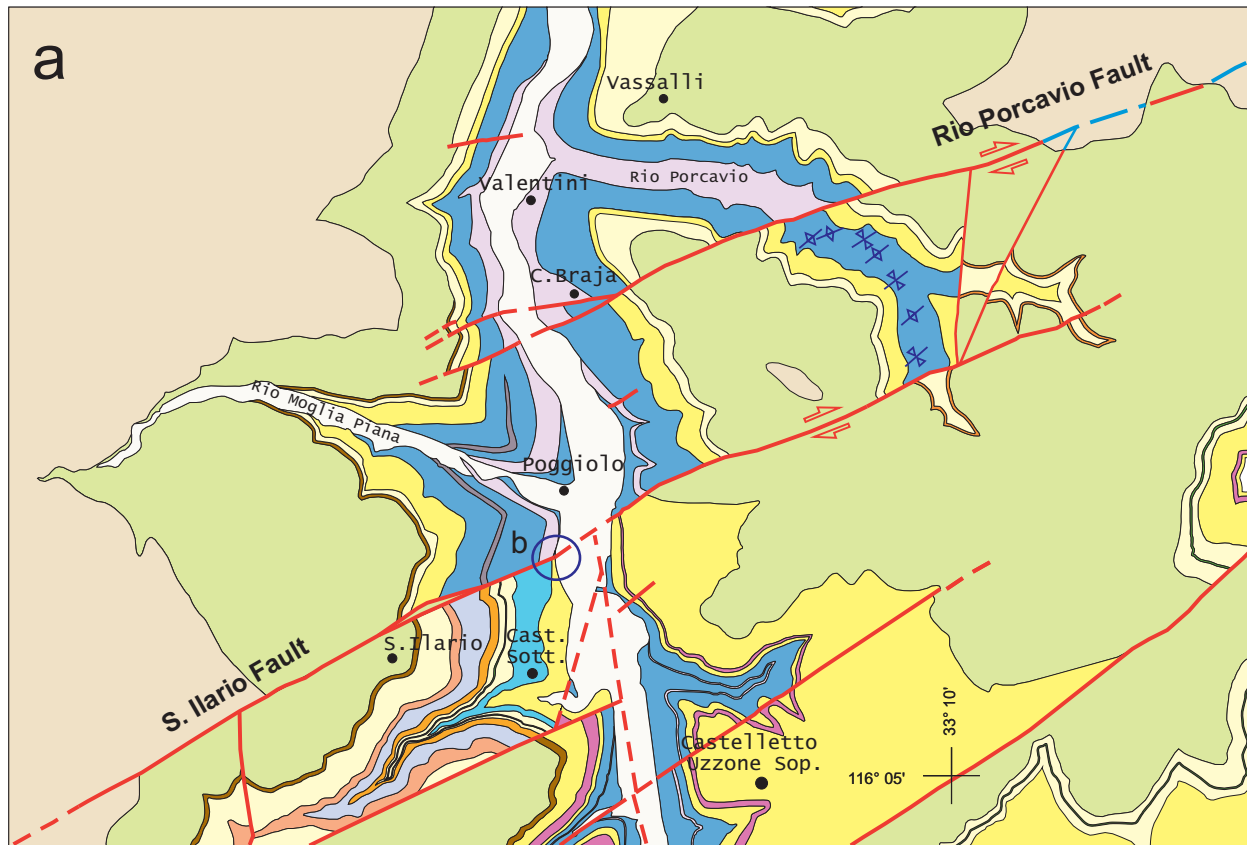 a
Vassalli
Rio Porcavio Fault
Rio Porcavio
Valentini
C.Braja
Rio Moglia Piana
Poggiolo
b
S.Ilario
Cast.
Sott.
S. Ilario Fault
33° 10'
Castelletto
Uzzone Sop.
116° 05'